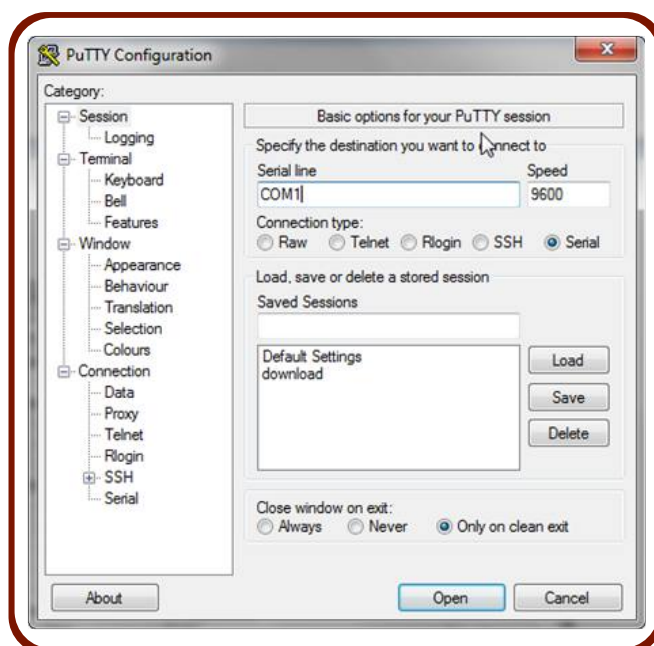 PuTTY Configuration
Category:
Session
Logging
Terminal
Keyboard
Bell
Features
Window
Appearance
Behaviour
Translation
Selection
Colours
Connection
Data
Proxy
Telnet
Rlogin
SSH
Serial
Basic options for your PuTTY session
Specify the destination you want to connect to
Serial line Speed
COM1 9600
Connection type:
Raw Telnet Rlogin SSH Serial
Load, save or delete a stored session
Saved Sessions
Default Settings
download
Load
Save
Delete
Close window on exit:
Always Never Only on clean exit
About Open Cancel